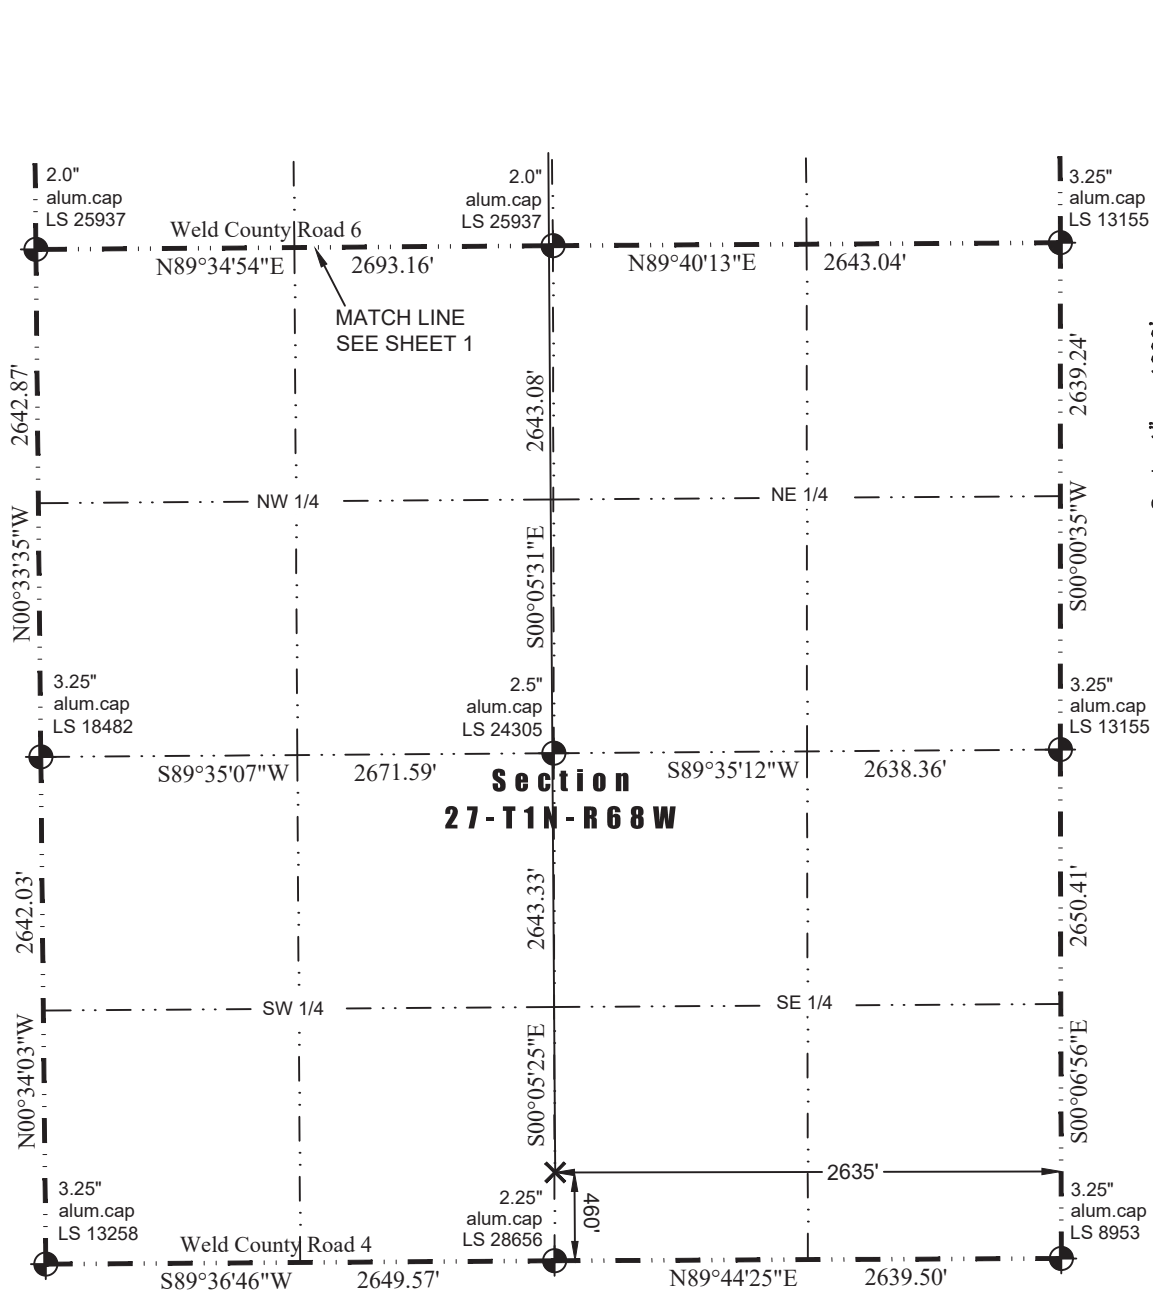 2.0"
alum.cap
LS 25937
2.0"
alum.cap
LS 25937
3.25"
alum.cap
LS 13155
Weld County Road 6
N89°34'54"E
2693.16'
N89°40'13"E
2643.04'
MATCH LINE
SEE SHEET 1
2642.87'
N00°33'35"W
2643.08'
S00°05'31"E
2639.24'
S00°00'35"W
NW 1/4
NE 1/4
3.25"
alum.cap
LS 18482
2.5"
alum.cap
LS 24305
3.25"
alum.cap
LS 13155
S89°35'07"W
2671.59'
S89°35'12"W
2638.36'
Section
27-T1N-R68W
2642.03'
N00°34'03"W
2643.33'
S00°05'25"E
2650.41'
S00°06'56"E
SW 1/4
SE 1/4
2635'
460'
3.25"
alum.cap
LS 13258
2.25"
alum.cap
LS 28656
3.25"
alum.cap
LS 8953
Weld County Road 4
S89°36'46"W
2649.57'
N89°44'25"E
2639.50'